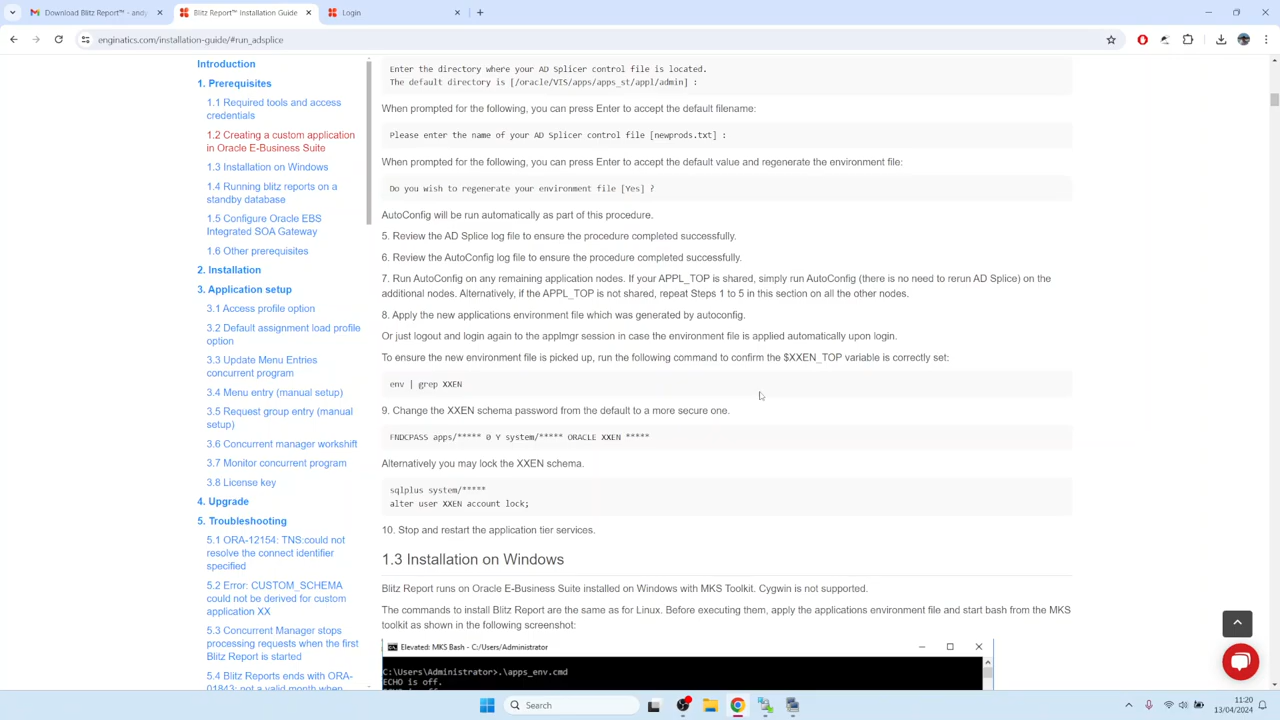 Download Blitz Report™ - andy
Blitz Report™ Installation Guide
Login
enginatics.com/installation-guide/#run_adsplice
Introduction
1. Prerequisites
1.1 Required tools and access
credentials
1.2 Creating a custom application
in Oracle E-Business Suite
1.3 Installation on Windows
1.4 Running blitz reports on a
standby database
1.5 Configure Oracle EBS
Integrated SOA Gateway
1.6 Other prerequisites
2. Installation
3. Application setup
3.1 Access profile option
3.2 Default assignment load profile
option
3.3 Update Menu Entries
concurrent program
3.4 Menu entry (manual setup)
3.5 Request group entry (manual
setup)
3.6 Concurrent manager workshift
3.7 Monitor concurrent program
3.8 License key
4. Upgrade
5. Troubleshooting
5.1 ORA-12154: TNS:could not
resolve the connect identifier
specified
5.2 Error: CUSTOM_SCHEMA
could not be derived for custom
application XX
5.3 Concurrent Manager stops
processing requests when the first
Blitz Report is started
5.4 Blitz Reports ends with ORA-
01843: not a valid month when
Enter the directory where your AD Splicer control file is located.
The default directory is [/oracle/VIS/apps/apps_st/appl/admin] :
When prompted for the following, you can press Enter to accept the default filename:
Please enter the name of your AD Splicer control file [newprods.txt] :
When prompted for the following, you can press Enter to accept the default value and regenerate the environment file:
Do you wish to regenerate your environment file [Yes] ?
AutoConfig will be run automatically as part of this procedure.
5. Review the AD Splice log file to ensure the procedure completed successfully.
6. Review the AutoConfig log file to ensure the procedure completed successfully.
7. Run AutoConfig on any remaining application nodes. If your APPL_TOP is shared, simply run AutoConfig (there is no need to rerun AD Splice) on the
additional nodes. Alternatively, if the APPL_TOP is not shared, repeat Steps 1 to 5 in this section on all the other nodes:
8. Apply the new applications environment file which was generated by autoconfig.
Or just logout and login again to the applmgr session in case the environment file is applied automatically upon login.
To ensure the new environment file is picked up, run the following command to confirm the $XXEN_TOP variable is correctly set:
env | grep XXEN
9. Change the XXEN schema password from the default to a more secure one.
FNDCPASS apps/***** 0 Y system/***** ORACLE XXEN *****
Alternatively you may lock the XXEN schema.
sqlplus system/*****
alter user XXEN account lock;
10. Stop and restart the application tier services.
1.3 Installation on Windows
Blitz Report runs on Oracle E-Business Suite installed on Windows with MKS Toolkit. Cygwin is not supported.
The commands to install Blitz Report are the same as for Linux. Before executing them, apply the applications environment file and start bash from the MKS
toolkit as shown in the following screenshot:
Elevated: MKS Bash - C:/Users/Administrator
C:\Users\Administrator>.\apps_env.cmd
ECHO is off.
Search
11:20
13/04/2024